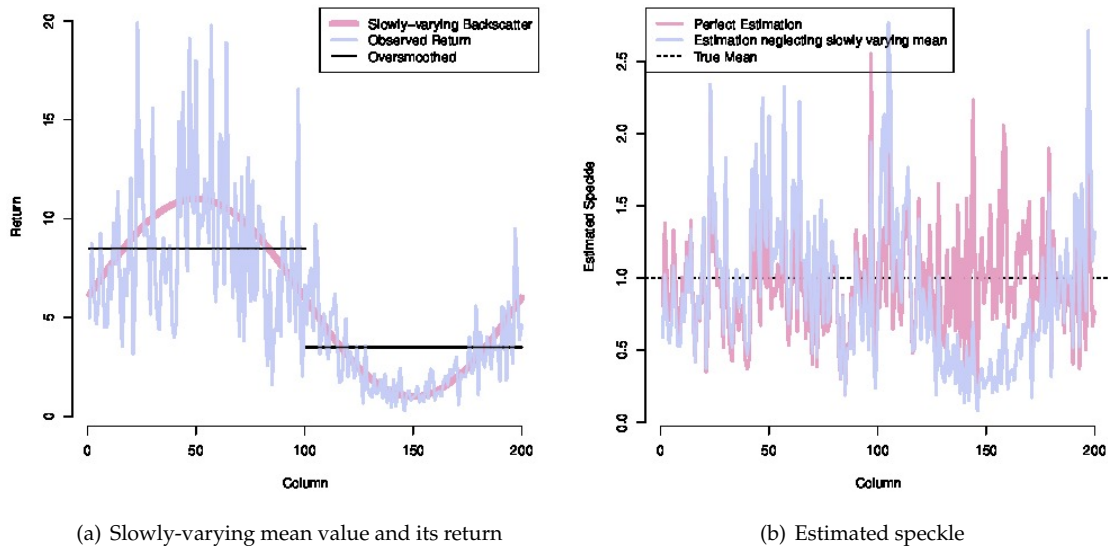 Slowly-varying Backscatter
Observed Return
Oversmoothed
Return
20
15
10
5
0
0
50
100
150
200
Column
(a) Slowly-varying mean value and its return
Perfect Estimation
Estimation neglecting slowly varying mean
True Mean
Estimated Speckle
2.5
2.0
1.5
1.0
0.5
0.0
0
50
100
150
200
Column
(b) Estimated speckle